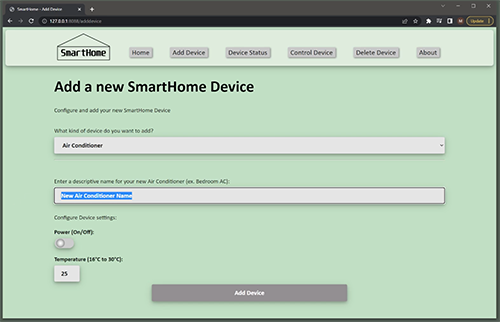 SmartHome - Add Device
127.0.0.1:5000/adddevice
Update
SmartHome
Home
Add Device
Device Status
Control Device
Delete Device
About
Add a new SmartHome Device
Configure and add your new SmartHome Device
What kind of device do you want to add?
Air Conditioner
Enter a descriptive name for your new Air Conditioner (ex. Bedroom AC):
New Air Conditioner Name
Configure Device settings:
Power (On/Off):
Temperature (16°C to 30°C):
25
Add Device